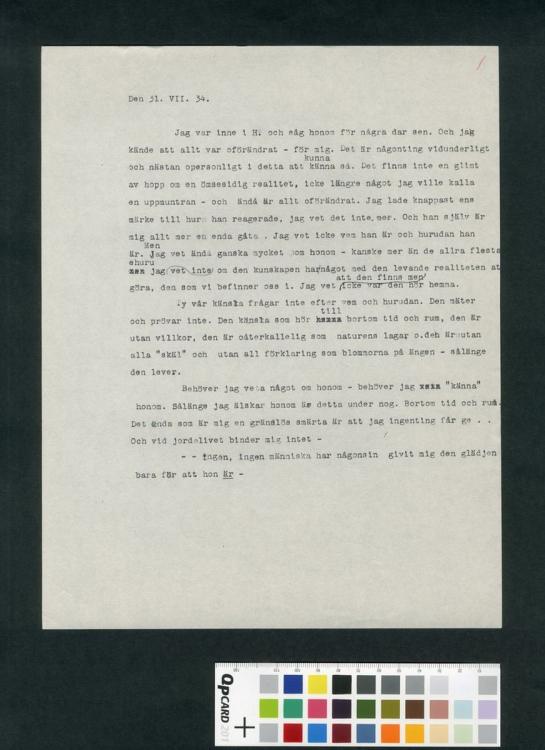 Den 31. VII. 34.
Jag var inne i H. och såg honom för några dar sen. Och jag
kände att allt var oförändrat - för mig. Det är någonting vidunderligt
kunna
och nästan opersonligt i detta att känna så. Det finns inte en glimt
av hopp om en ömsesidig realitet, icke längre något jag ville kalla
en uppmuntran - och ändå är allt oförändrat. Jag lade knappast ens
märke till huru han reagerade, jag vet det inte mer. Och han själv är
mig allt mer en enda gåta . Jag vet icke vem han är och hurudan han
Men
är. Jag vet ändå ganska mycket om honom - kanske mer än de allra flesta
ehuru
jag vet inte om den kunskapen har något med den levande realiteten att
att den finns mer
göra, den som vi befinner oss i. Jag vet icke var den hör hemma.
Ty vår känsla frågar inte efter vem och hurudan. Den mäter
till
och prövar inte. Den känsla som hör bortom tid och rum, den är
utan villkor, den är oåterkallelig som naturens lagar o.deh är utan
alla "skäl" och utan all förklaring som blommorna på ängen - sålänge
den lever.
Behöver jag veta något om honom - behöver jag "känna"
honom. Sålänge jag älskar honom är detta under nog. Bortom tid och rum.
Det enda som är mig en gränslös smärta är att jag ingenting får ge . .
Och vid jordelivet binder mig intet -
- - Ingen, ingen människa har någonsin givit mig den glädjen
bara för att hon är -
QPCARD 201